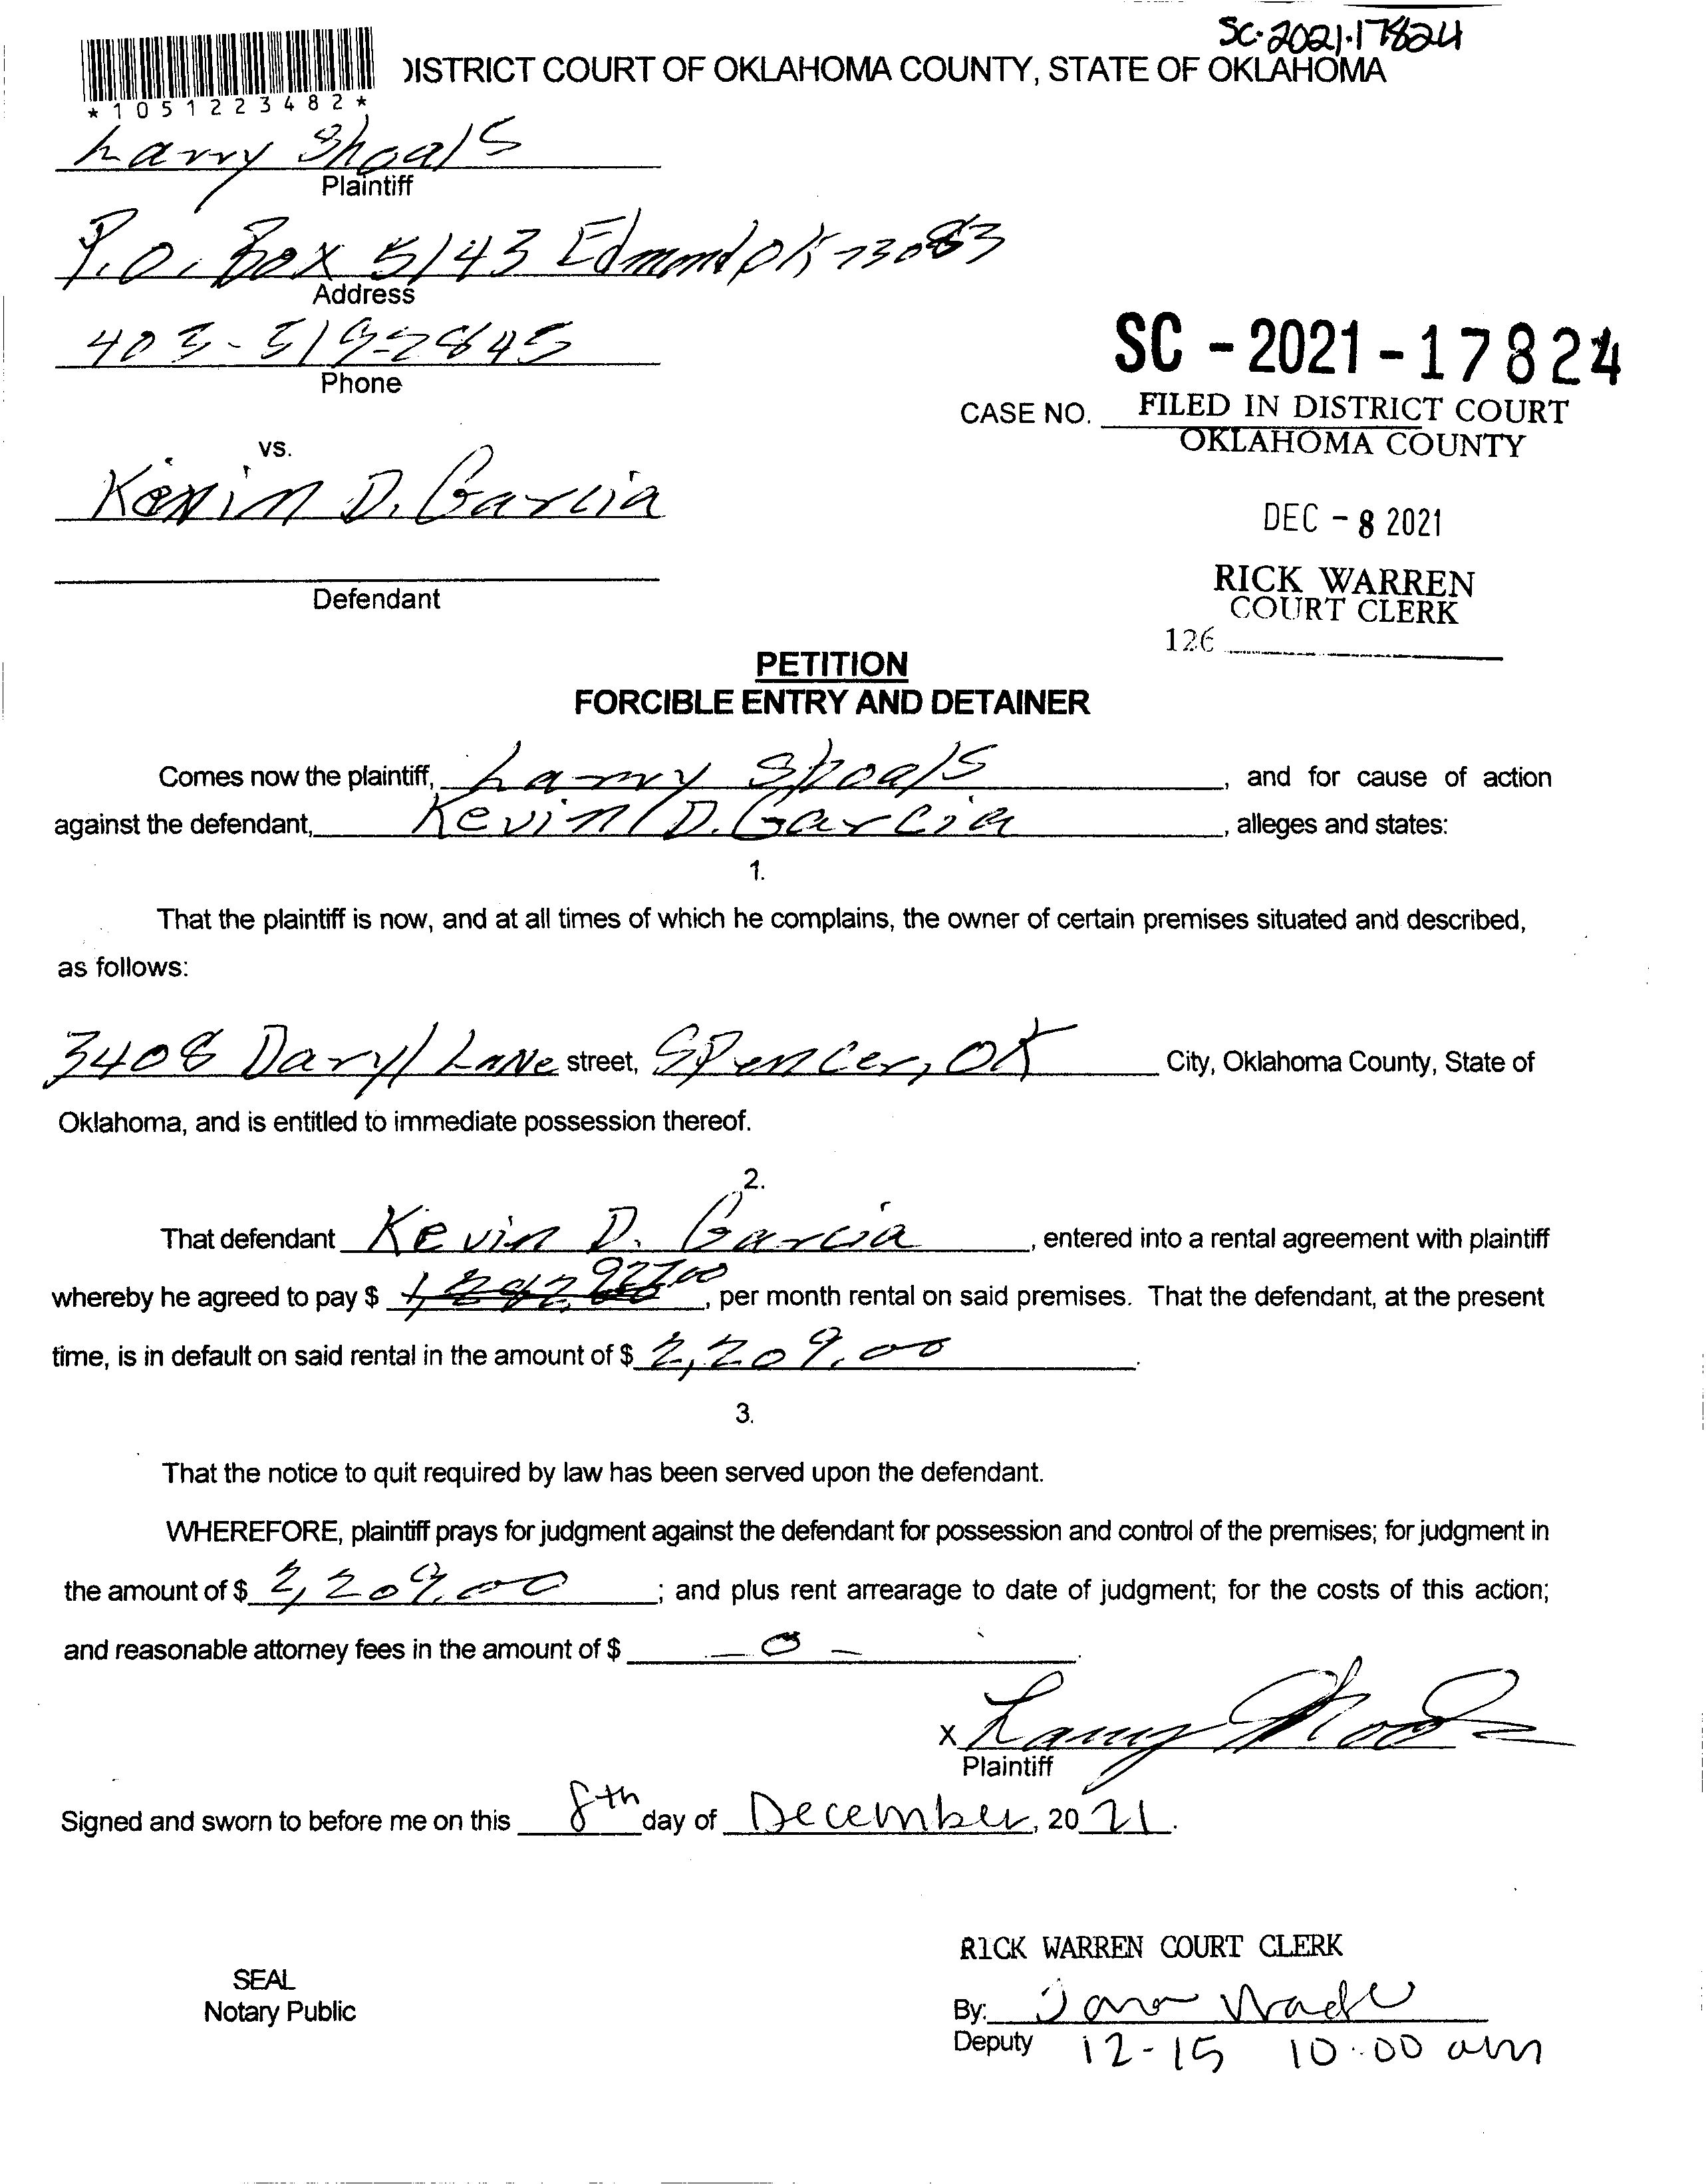 SC-2021-17824
DISTRICT COURT OF OKLAHOMA COUNTY, STATE OF OKLAHOMA
*1051223482*
Larry Shoals
Plaintiff
P.O. Box 5143 Edmond OK 73083
Address
403-519-2845
Phone
SC - 2021 - 17824
CASE NO. FILED IN DISTRICT COURT
OKLAHOMA COUNTY
vs.
Kevin D. Garcia
DEC - 8 2021
Defendant
RICK WARREN
COURT CLERK
126
PETITION
FORCIBLE ENTRY AND DETAINER
Comes now the plaintiff, Larry Shoals, and for cause of action
against the defendant, Kevin D. Garcia, alleges and states:
1.
That the plaintiff is now, and at all times of which he complains, the owner of certain premises situated and described,
as follows:
3408 Daryl Lane street, Spencer, OK City, Oklahoma County, State of
Oklahoma, and is entitled to immediate possession thereof.
2.
That defendant Kevin D. Garcia, entered into a rental agreement with plaintiff
whereby he agreed to pay $ 927.00, per month rental on said premises. That the defendant, at the present
time, is in default on said rental in the amount of $ 2,209.00.
3.
That the notice to quit required by law has been served upon the defendant.
WHEREFORE, plaintiff prays for judgment against the defendant for possession and control of the premises; for judgment in
the amount of $ 2,209.00; and plus rent arrearage to date of judgment; for the costs of this action;
and reasonable attorney fees in the amount of $ -0-.
X Larry Shoals
Plaintiff
Signed and sworn to before me on this 8th day of December, 2021.
RICK WARREN COURT CLERK
SEAL
Notary Public
By: Wade
Deputy 12-15 10:00 am